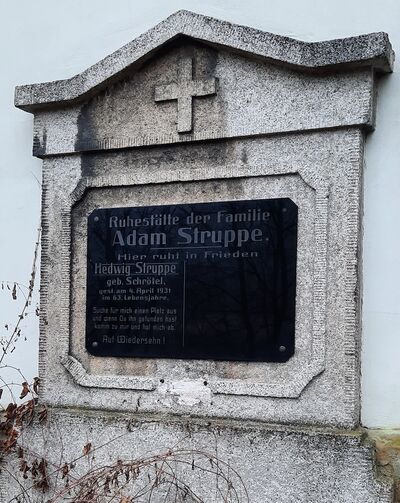 Ruhestätte der Familie
Adam Struppe.
Hier ruht in Frieden
Hedwig Struppe
geb. Schrötel,
gest. am 4. April 1931
im 63. Lebensjahre.
Suche für mich einen Platz aus
und wenn Du ihn gefunden hast
komm zu mir und hol mich ab.
Auf Wiedersehn!